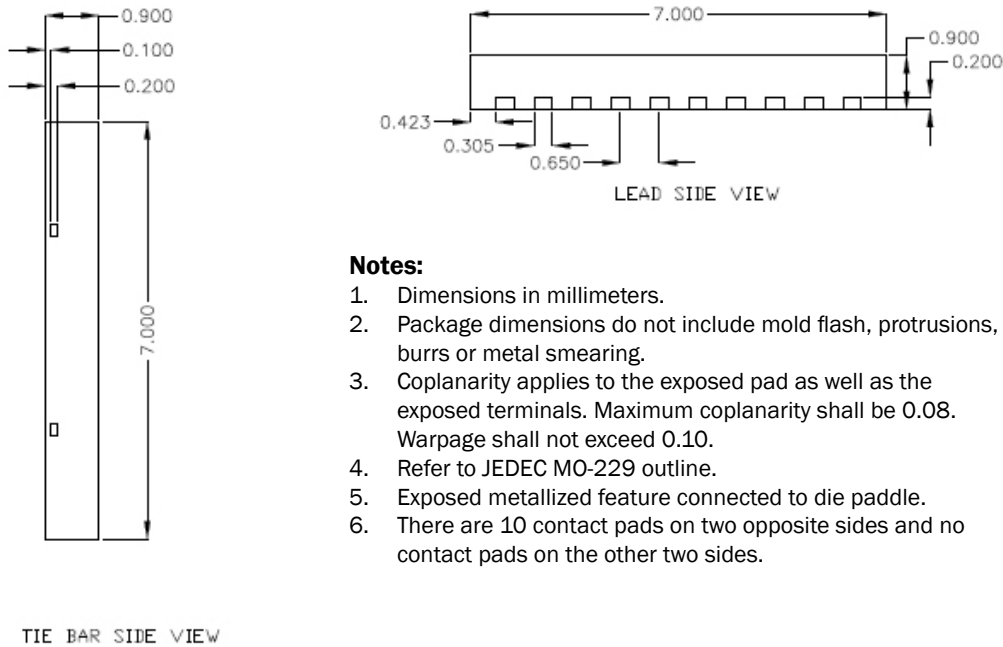 0.900
0.100
0.200
7.000
TIE BAR SIDE VIEW
7.000
0.900
0.200
0.423
0.305
0.650
LEAD SIDE VIEW
Notes:
1. Dimensions in millimeters.
2. Package dimensions do not include mold flash, protrusions,
burrs or metal smearing.
3. Coplanarity applies to the exposed pad as well as the
exposed terminals. Maximum coplanarity shall be 0.08.
Warpage shall not exceed 0.10.
4. Refer to JEDEC MO-229 outline.
5. Exposed metallized feature connected to die paddle.
6. There are 10 contact pads on two opposite sides and no
contact pads on the other two sides.